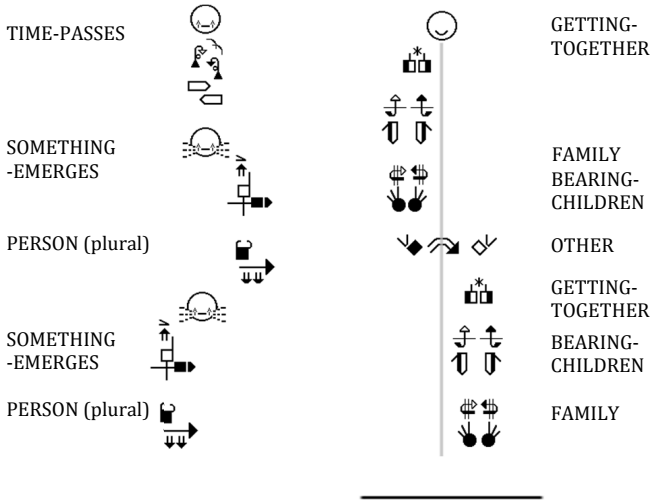 TIME-PASSES
SOMETHING
-EMERGES
PERSON (plural)
SOMETHING
-EMERGES
PERSON (plural)
GETTING-
TOGETHER
FAMILY
BEARING-
CHILDREN
OTHER
GETTING-
TOGETHER
BEARING-
CHILDREN
FAMILY